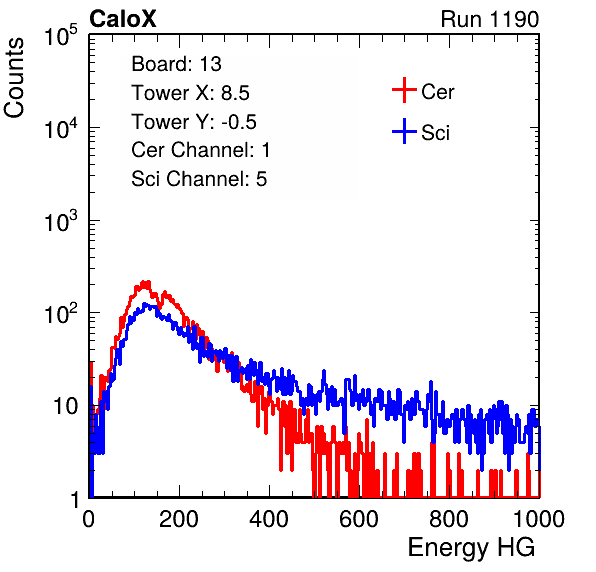 CaloX Run 1190
Counts
10^5
10^4
10^3
10^2
10
1
Board: 13
Tower X: 8.5
Tower Y: -0.5
Cer Channel: 1
Sci Channel: 5
Cer
Sci
0 200 400 600 800 1000
Energy HG